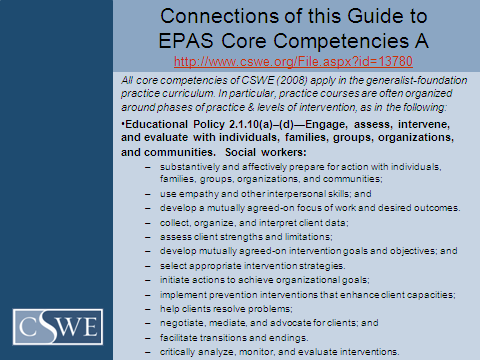 Connections of this Guide to
EPAS Core Competencies A
http://www.cswe.org/File.aspx?id=13780
All core competencies of CSWE (2008) apply in the generalist-foundation
practice curriculum. In particular, practice courses are often organized
around phases of practice & levels of intervention, as in the following:
•Educational Policy 2.1.10(a)–(d)—Engage, assess, intervene,
and evaluate with individuals, families, groups, organizations,
and communities. Social workers:
– substantively and affectively prepare for action with individuals,
families, groups, organizations, and communities;
– use empathy and other interpersonal skills; and
– develop a mutually agreed-on focus of work and desired outcomes.
– collect, organize, and interpret client data;
– assess client strengths and limitations;
– develop mutually agreed-on intervention goals and objectives; and
– select appropriate intervention strategies.
– initiate actions to achieve organizational goals;
– implement prevention interventions that enhance client capacities;
– help clients resolve problems;
– negotiate, mediate, and advocate for clients; and
– facilitate transitions and endings.
– critically analyze, monitor, and evaluate interventions.
CSWE